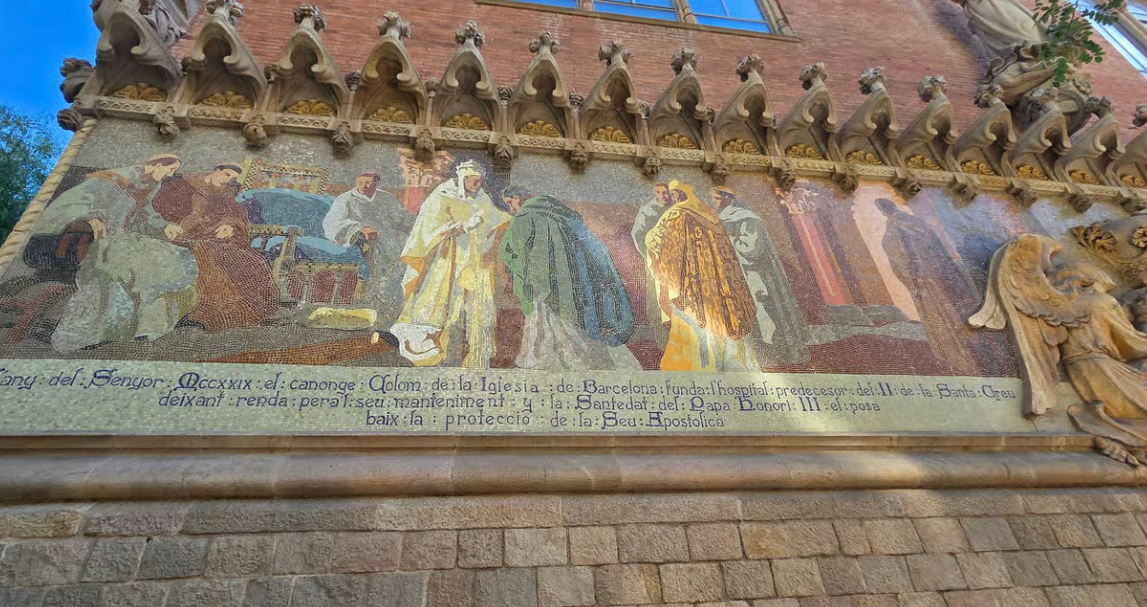 L'any · del · Senyor · MCCXXIX : el · canonge · Colom · de · la · Iglesia : de · Barcelona · funda : l'hospital : predecesor : del · II · de · la · Santa · Creu
deixant · renda · pera'l · seu · manteniment · y · la · Santedat · del · Papa · Honori · III · el · posa
baix · la · protecció · de · la · Seu · Apostolica